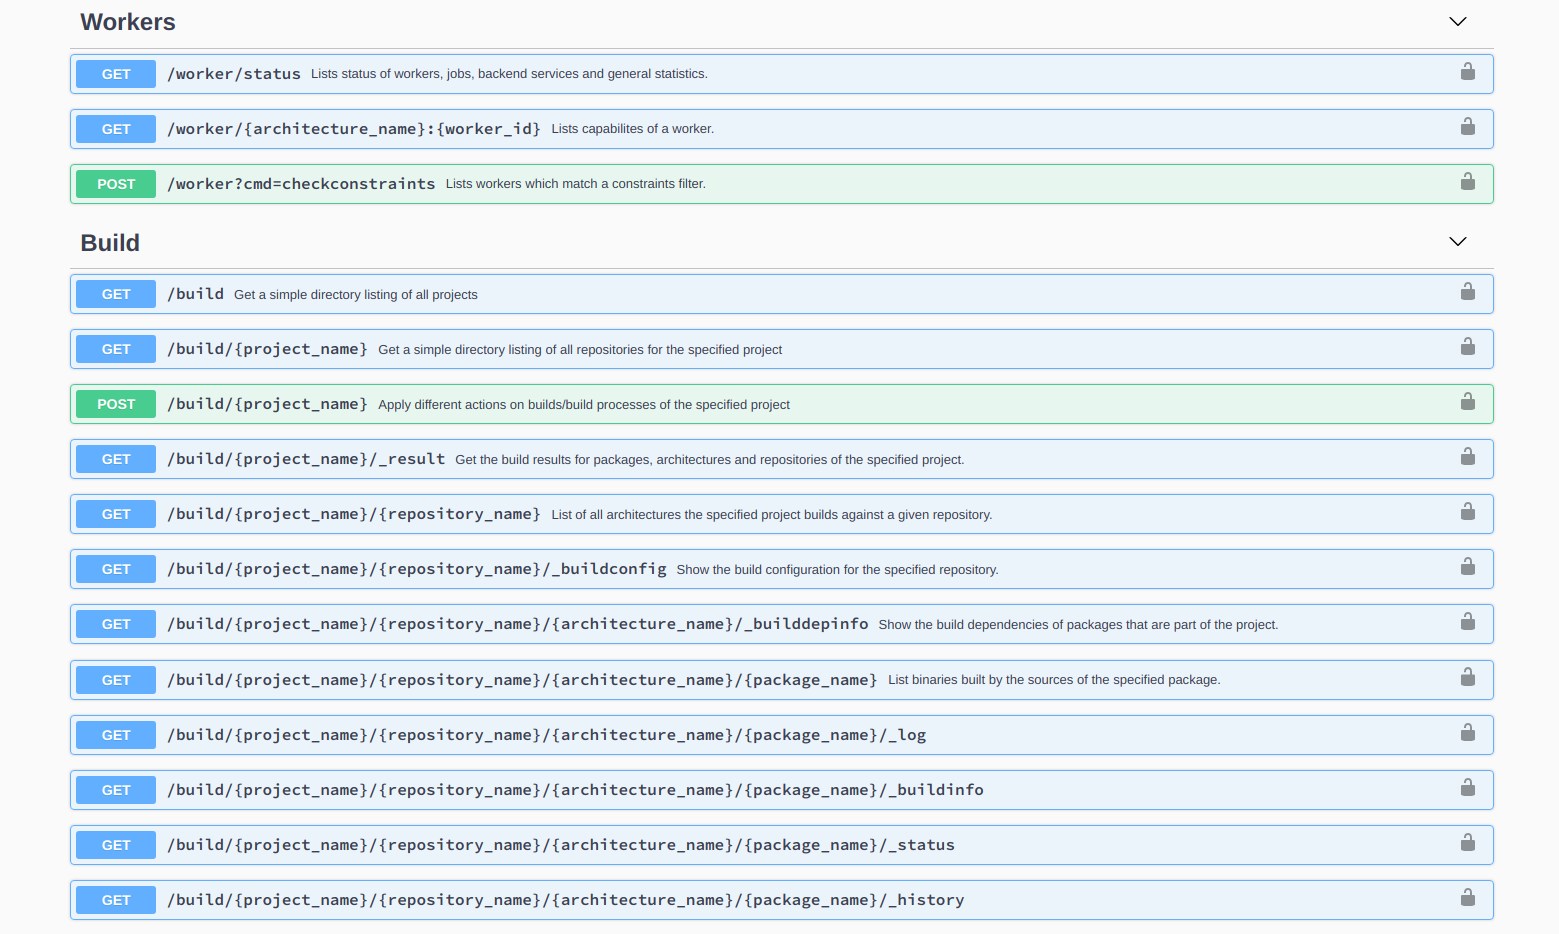 Workers
GET /worker/status Lists status of workers, jobs, backend services and general statistics.
GET /worker/{architecture_name}:{worker_id} Lists capabilites of a worker.
POST /worker?cmd=checkconstraints Lists workers which match a constraints filter.
Build
GET /build Get a simple directory listing of all projects
GET /build/{project_name} Get a simple directory listing of all repositories for the specified project
POST /build/{project_name} Apply different actions on builds/build processes of the specified project
GET /build/{project_name}/_result Get the build results for packages, architectures and repositories of the specified project.
GET /build/{project_name}/{repository_name} List of all architectures the specified project builds against a given repository.
GET /build/{project_name}/{repository_name}/_buildconfig Show the build configuration for the specified repository.
GET /build/{project_name}/{repository_name}/{architecture_name}/_builddepinfo Show the build dependencies of packages that are part of the project.
GET /build/{project_name}/{repository_name}/{architecture_name}/{package_name} List binaries built by the sources of the specified package.
GET /build/{project_name}/{repository_name}/{architecture_name}/{package_name}/_log
GET /build/{project_name}/{repository_name}/{architecture_name}/{package_name}/_buildinfo
GET /build/{project_name}/{repository_name}/{architecture_name}/{package_name}/_status
GET /build/{project_name}/{repository_name}/{architecture_name}/{package_name}/_history